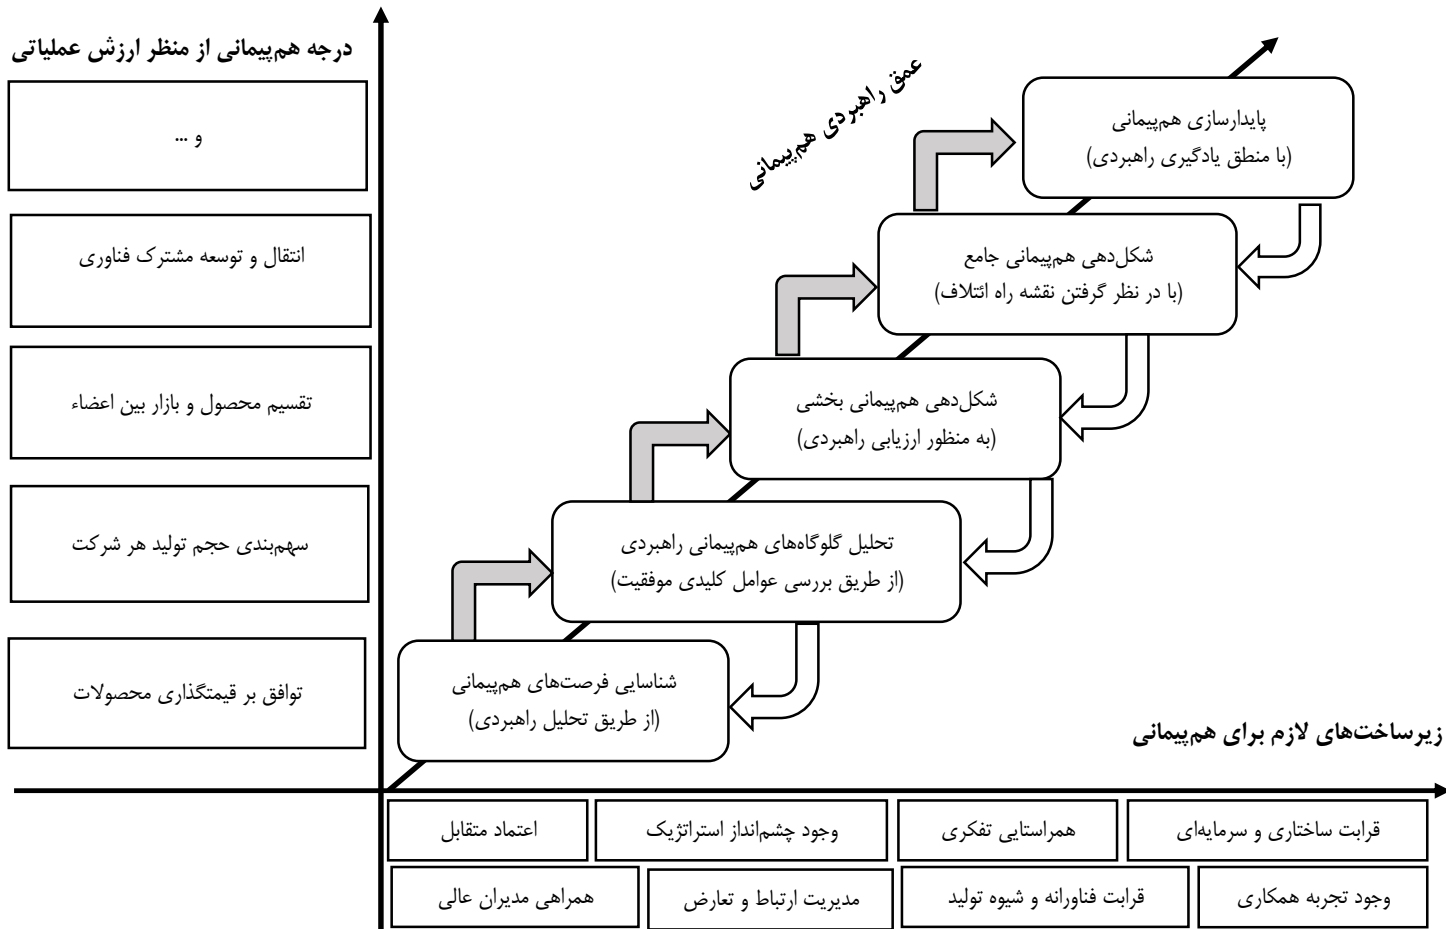 درجه هم‌پیمانی از منظر ارزش عملیاتی
و ...
انتقال و توسعه مشترک فناوری
تقسیم محصول و بازار بین اعضاء
سهم‌بندی حجم تولید هر شرکت
توافق بر قیمتگذاری محصولات
عمق راهبردی هم‌پیمانی
پایدارسازی هم‌پیمانی
(با منطق یادگیری راهبردی)
شکل‌دهی هم‌پیمانی جامع
(با در نظر گرفتن نقشه راه ائتلاف)
شکل‌دهی هم‌پیمانی بخشی
(به منظور ارزیابی راهبردی)
تحلیل گلوگاه‌های هم‌پیمانی راهبردی
(از طریق بررسی عوامل کلیدی موفقیت)
شناسایی فرصت‌های هم‌پیمانی
(از طریق تحلیل راهبردی)
زیرساخت‌های لازم برای هم‌پیمانی
قرابت ساختاری و سرمایه‌ای
همراستایی تفکری
وجود چشم‌انداز استراتژیک
اعتماد متقابل
وجود تجربه همکاری
قرابت فناورانه و شیوه تولید
مدیریت ارتباط و تعارض
همراهی مدیران عالی